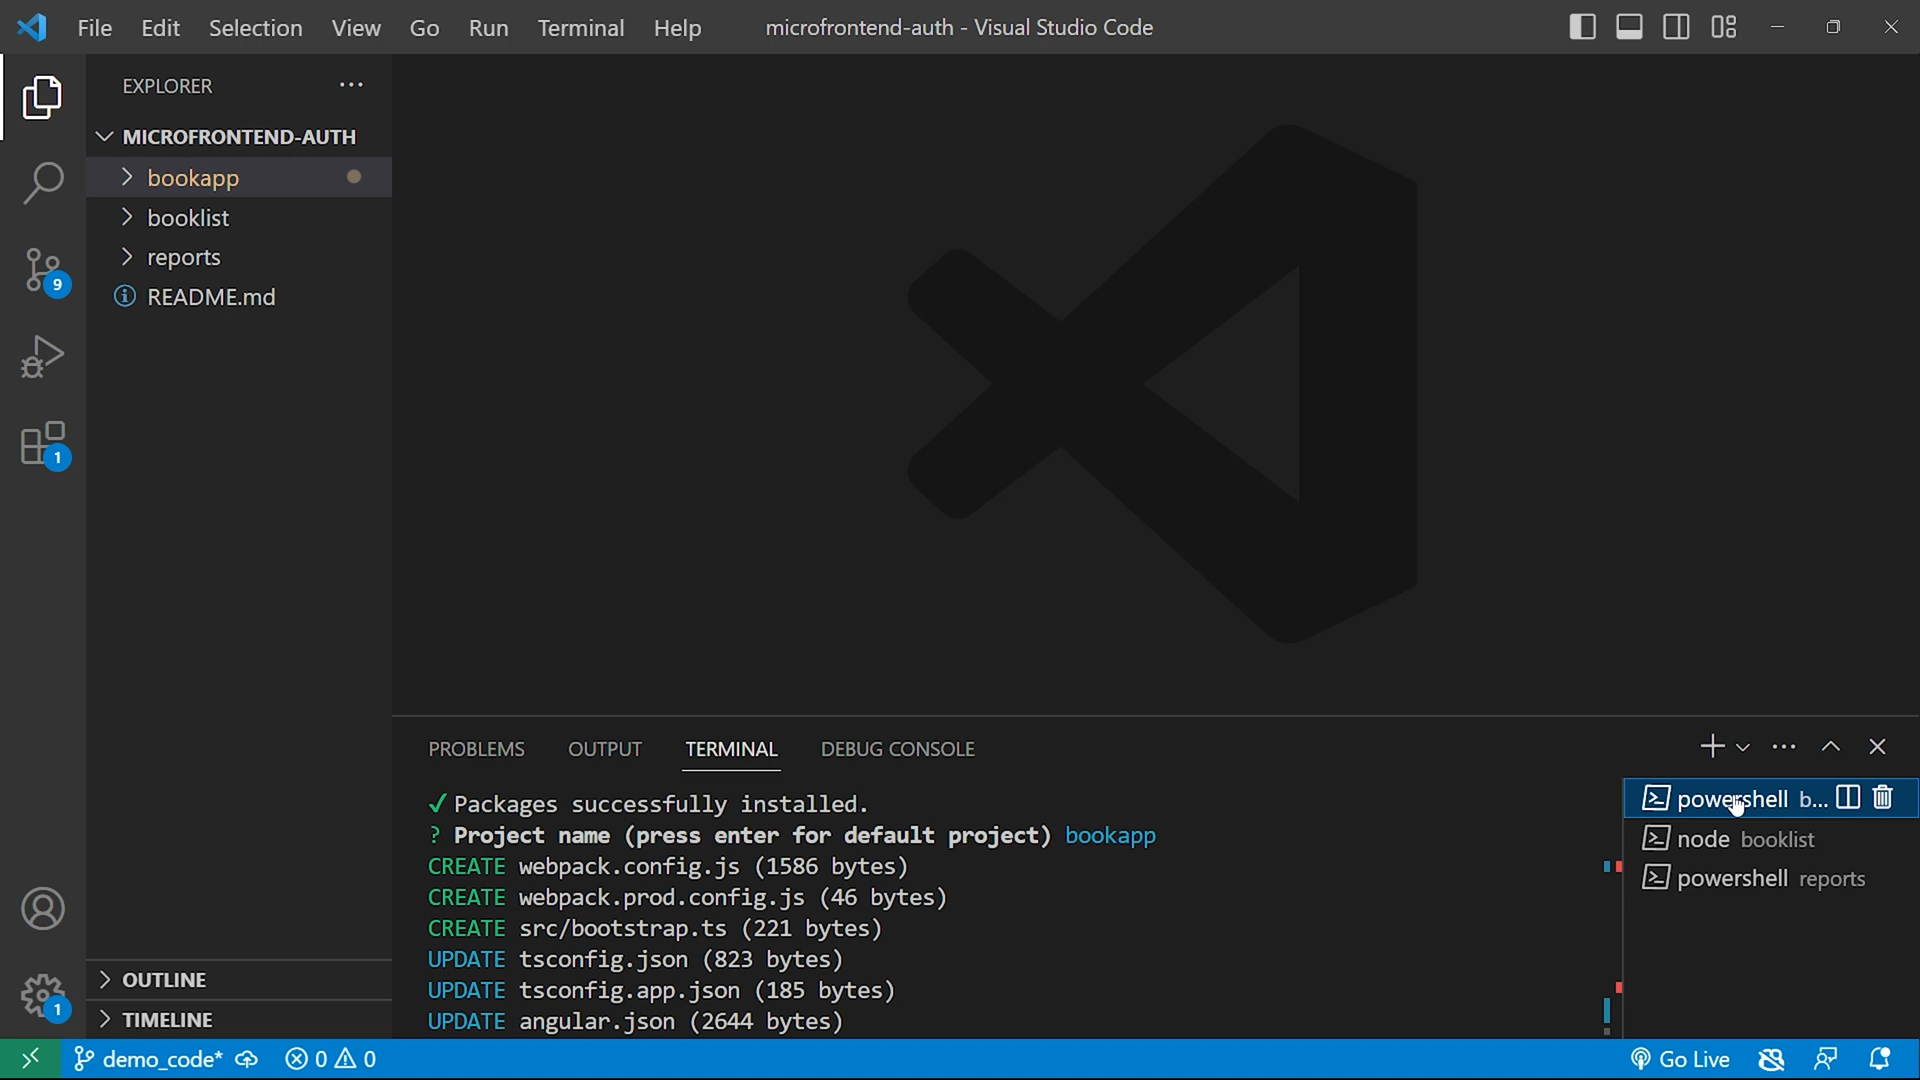 File Edit Selection View Go Run Terminal Help microfrontend-auth - Visual Studio Code
EXPLORER
MICROFRONTEND-AUTH
bookapp
booklist
reports
README.md
9
1
PROBLEMS OUTPUT TERMINAL DEBUG CONSOLE
✓ Packages successfully installed.
? Project name (press enter for default project) bookapp
CREATE webpack.config.js (1586 bytes)
CREATE webpack.prod.config.js (46 bytes)
CREATE src/bootstrap.ts (221 bytes)
UPDATE tsconfig.json (823 bytes)
UPDATE tsconfig.app.json (185 bytes)
UPDATE angular.json (2644 bytes)
powershell b...
node booklist
powershell reports
OUTLINE
TIMELINE
1
demo_code* 0 0 Go Live